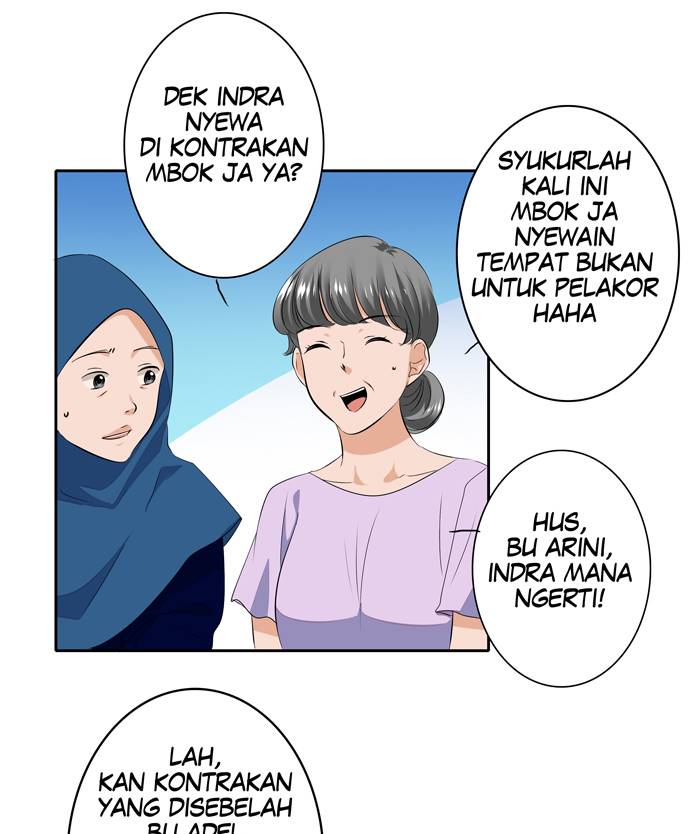 DEK INDRA
NYEWA
DI KONTRAKAN
MBOK JA YA?
SYUKURLAH
KALI INI
MBOK JA
NYEWAIN
TEMPAT BUKAN
UNTUK PELAKOR
HAHA
HUS,
BU ARINI,
INDRA MANA
NGERTI!
LAH,
KAN KONTRAKAN
YANG DISEBELAH